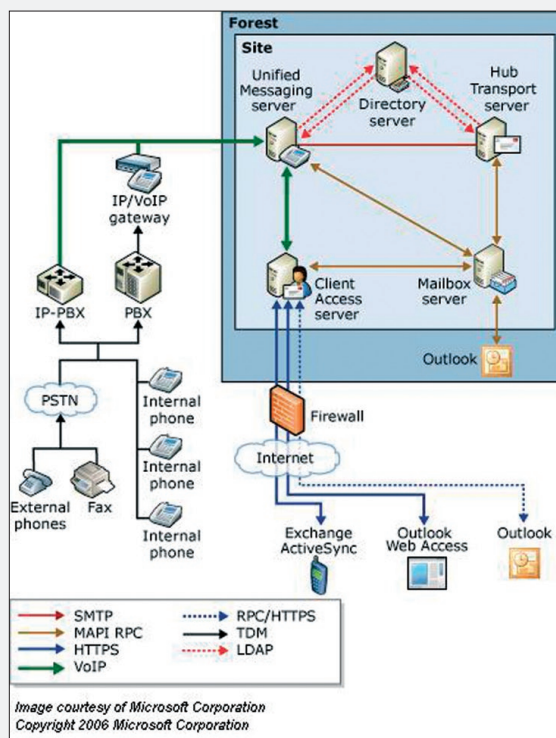 Forest
Site
Unified
Messaging
server
Directory
server
Hub
Transport
server
IP/VoIP
gateway
IP-PBX
PBX
Client
Access
server
Mailbox
server
Outlook
PSTN
Internal
phone
Internal
phone
Internal
phone
External
phones
Fax
Firewall
Internet
Exchange
ActiveSync
Outlook
Web Access
Outlook
SMTP
MAPI RPC
HTTPS
VoIP
RPC/HTTPS
TDM
LDAP
Image courtesy of Microsoft Corporation
Copyright 2006 Microsoft Corporation